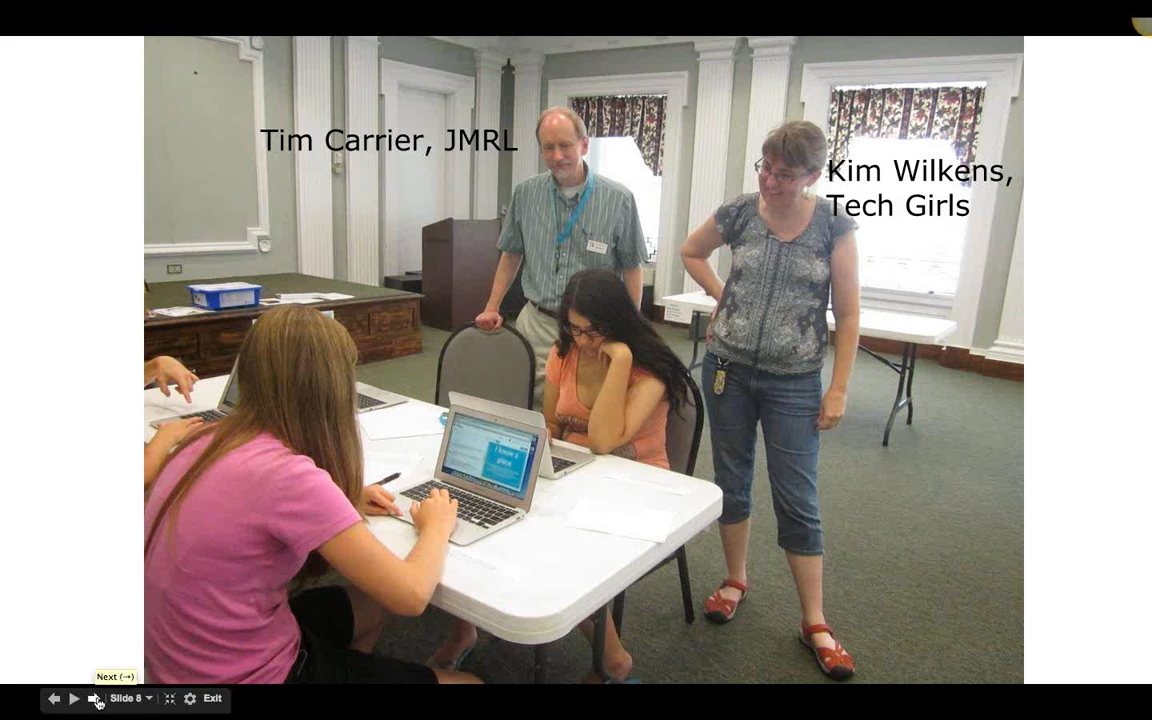 Tim Carrier, JMRL
Kim Wilkens,
Tech Girls
I know a
place
Next (→)
Slide 8
Exit